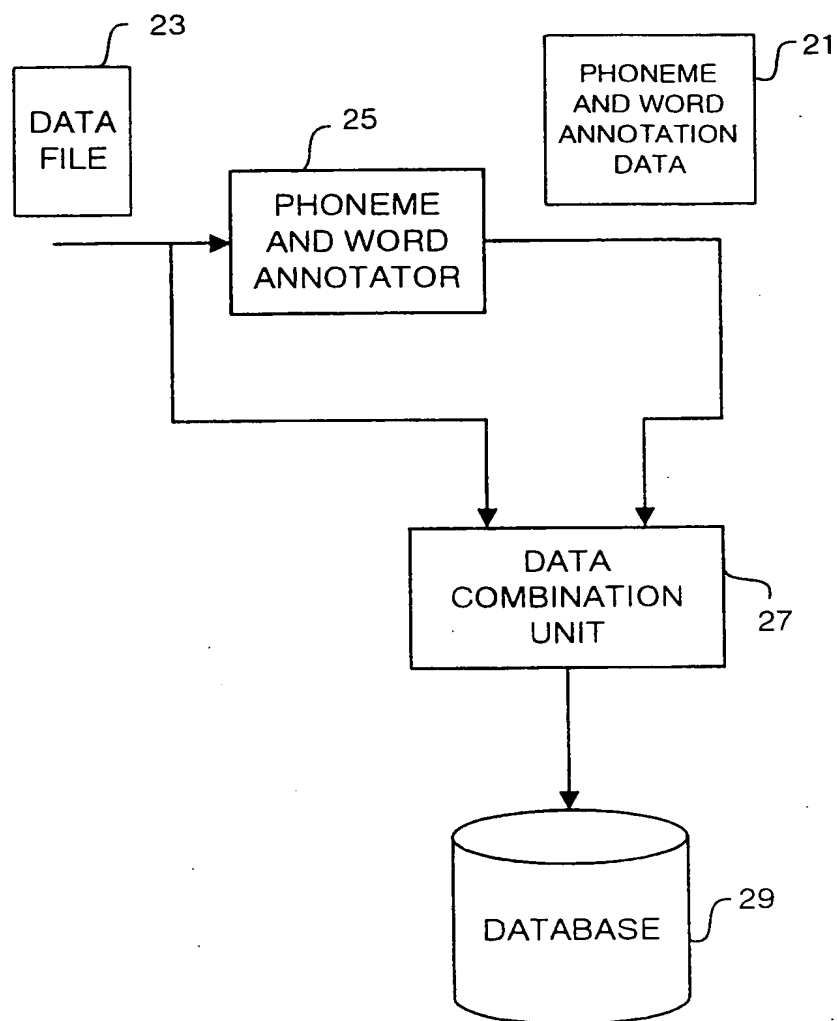 23
DATA
FILE
25
PHONEME
AND WORD
ANNOTATOR
21
PHONEME
AND WORD
ANNOTATION
DATA
DATA
COMBINATION
UNIT
27
DATABASE
29